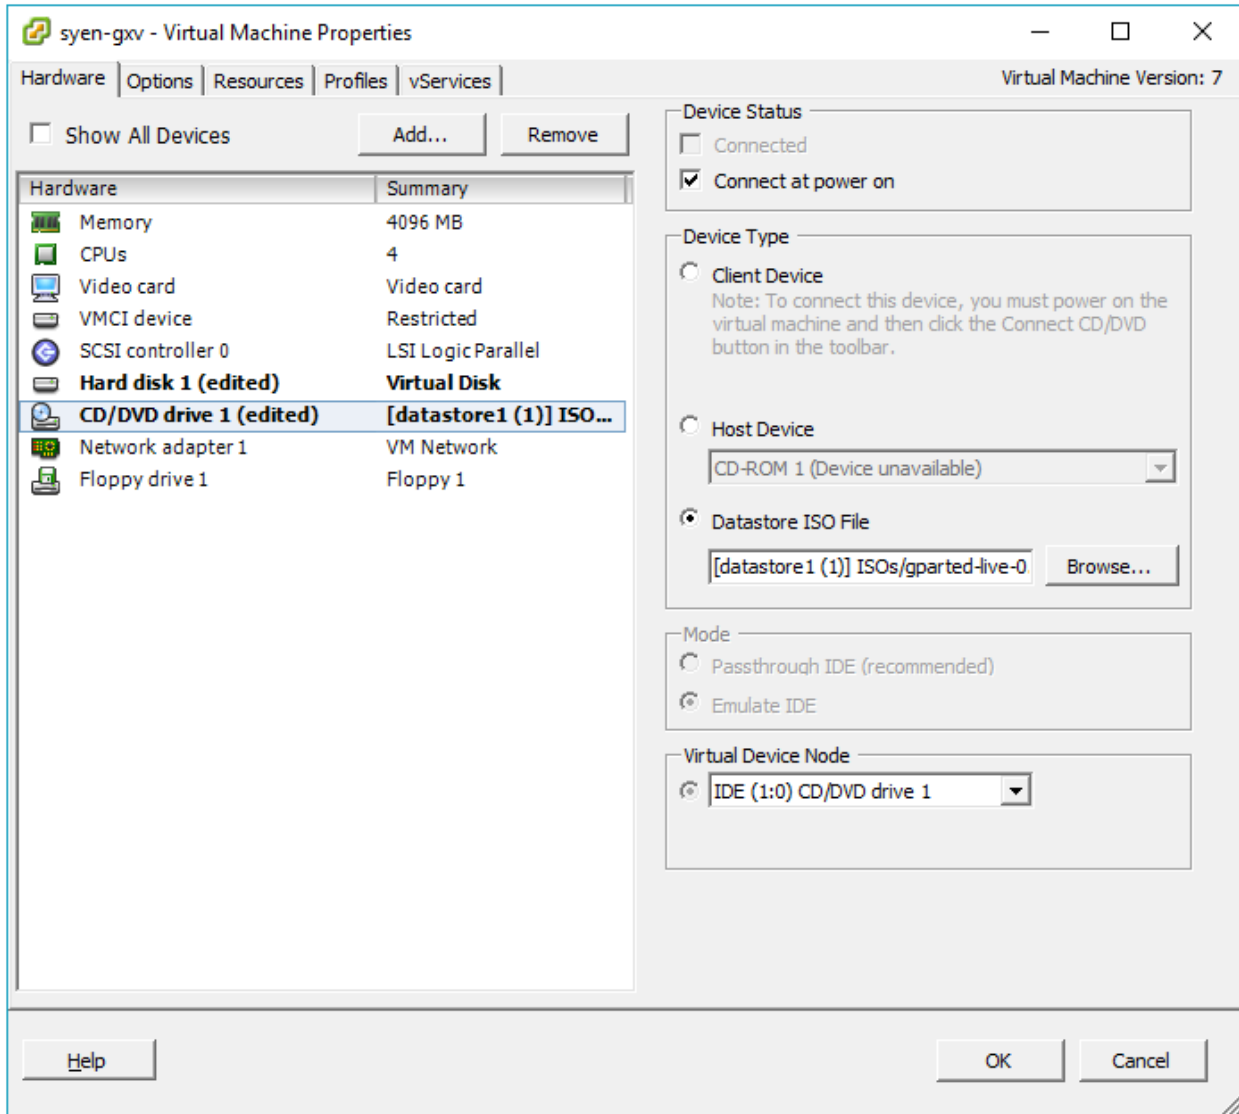 syen-gxv - Virtual Machine Properties
Hardware Options Resources Profiles vServices Virtual Machine Version: 7
Show All Devices Add... Remove
Hardware Summary
Memory 4096 MB
CPUs 4
Video card Video card
VMCI device Restricted
SCSI controller 0 LSI Logic Parallel
Hard disk 1 (edited) Virtual Disk
CD/DVD drive 1 (edited) [datastore1 (1)] ISO...
Network adapter 1 VM Network
Floppy drive 1 Floppy 1
Device Status
Connected
Connect at power on
Device Type
Client Device
Note: To connect this device, you must power on the
virtual machine and then click the Connect CD/DVD
button in the toolbar.
Host Device
CD-ROM 1 (Device unavailable)
Datastore ISO File
[datastore1 (1)] ISOs/gparted-live-0. Browse...
Mode
Passthrough IDE (recommended)
Emulate IDE
Virtual Device Node
IDE (1:0) CD/DVD drive 1
Help OK Cancel